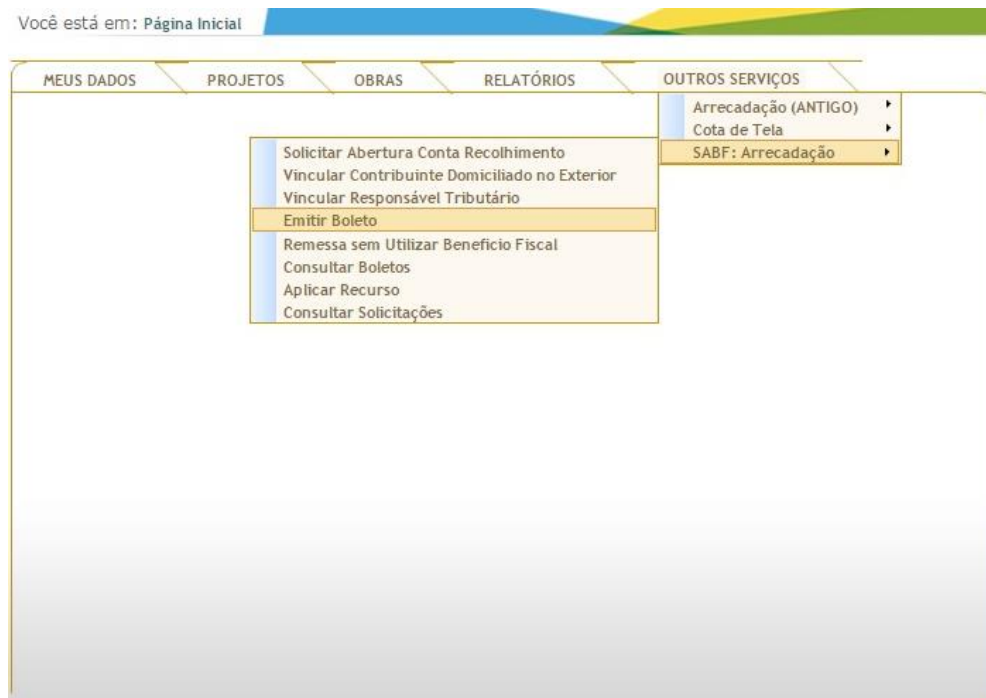 Você está em: Página Inicial
MEUS DADOS PROJETOS OBRAS RELATÓRIOS OUTROS SERVIÇOS
Arrecadação (ANTIGO)
Cota de Tela
SABF: Arrecadação
Solicitar Abertura Conta Recolhimento
Vincular Contribuinte Domiciliado no Exterior
Vincular Responsável Tributário
Emitir Boleto
Remessa sem Utilizar Beneficio Fiscal
Consultar Boletos
Aplicar Recurso
Consultar Solicitações